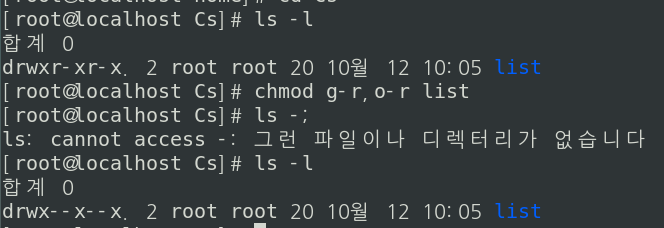 [root@localhost Cs]# ls -l
합계 0
drwxr-xr-x. 2 root root 20 10월 12 10:05 list
[root@localhost Cs]# chmod g-r,o-r list
[root@localhost Cs]# ls -;
ls: cannot access -: 그런 파일이나 디렉터리가 없습니다
[root@localhost Cs]# ls -l
합계 0
drwx--x--x. 2 root root 20 10월 12 10:05 list